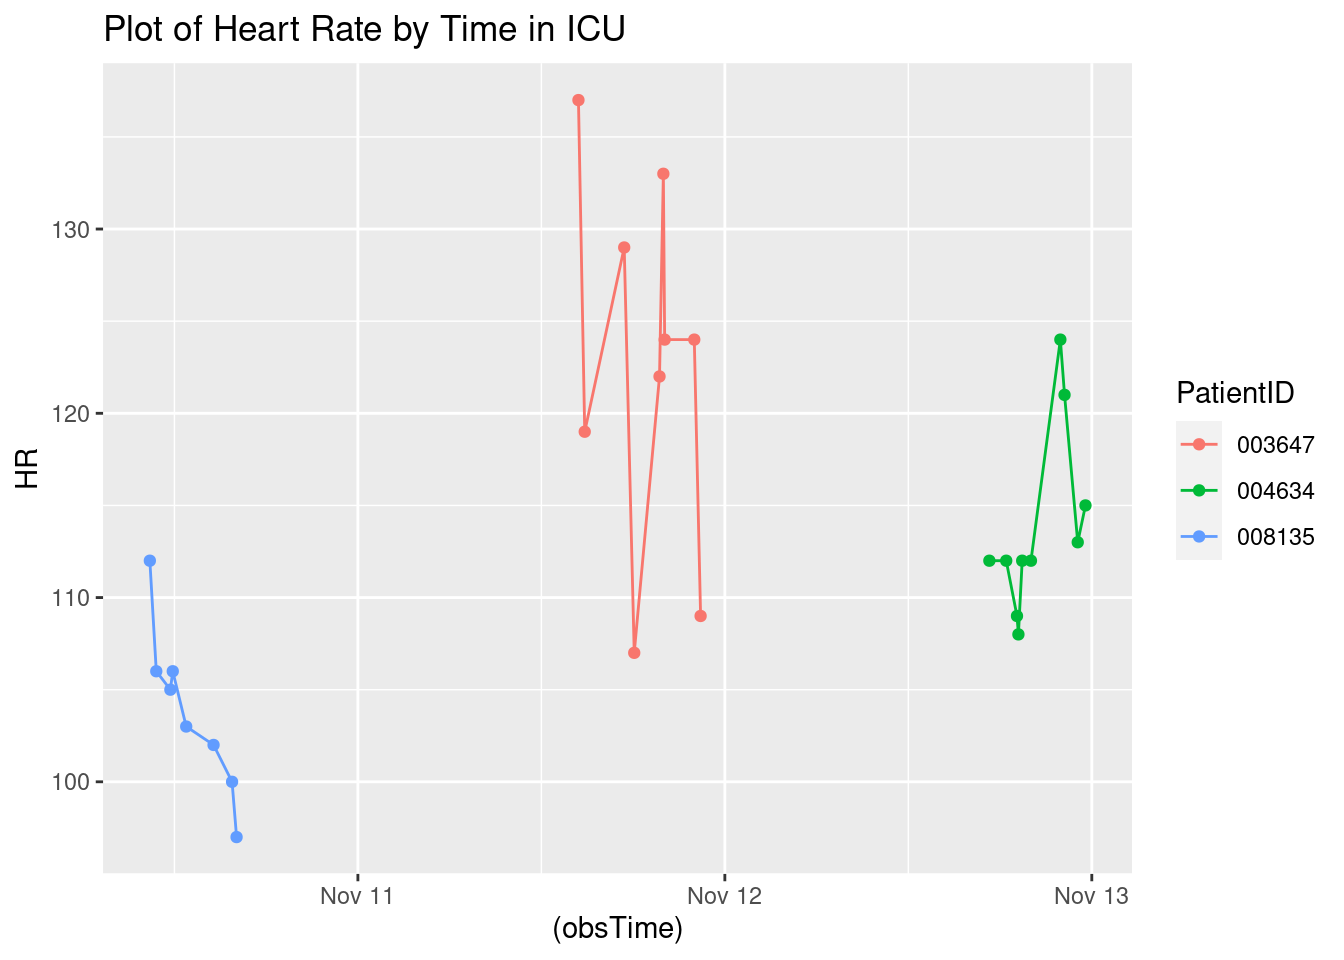 Plot of Heart Rate by Time in ICU
130
120
110
100
HR
Nov 11
Nov 12
Nov 13
(obsTime)
PatientID
003647
004634
008135